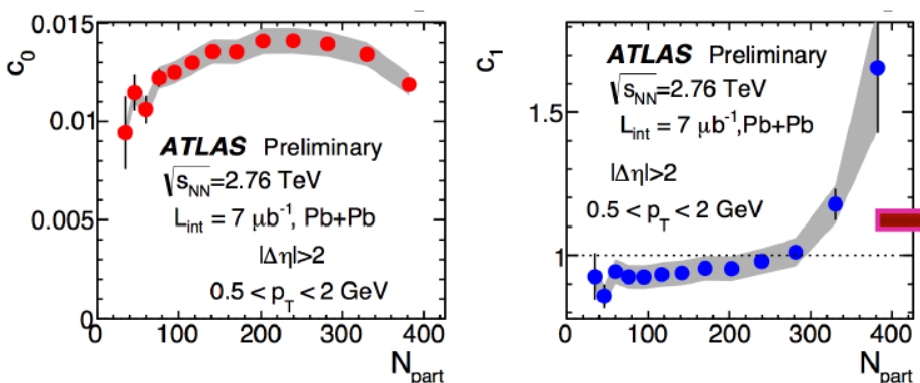 0.015
0.01
0.005
0
c₀
ATLAS Preliminary
√sNN=2.76 TeV
Lint = 7 μb⁻¹, Pb+Pb
|Δη|>2
0.5 < pT < 2 GeV
0 100 200 300 400
Npart
c₁
1.5
1
ATLAS Preliminary
√sNN=2.76 TeV
Lint = 7 μb⁻¹,Pb+Pb
|Δη|>2
0.5 < pT < 2 GeV
0 100 200 300 400
Npart